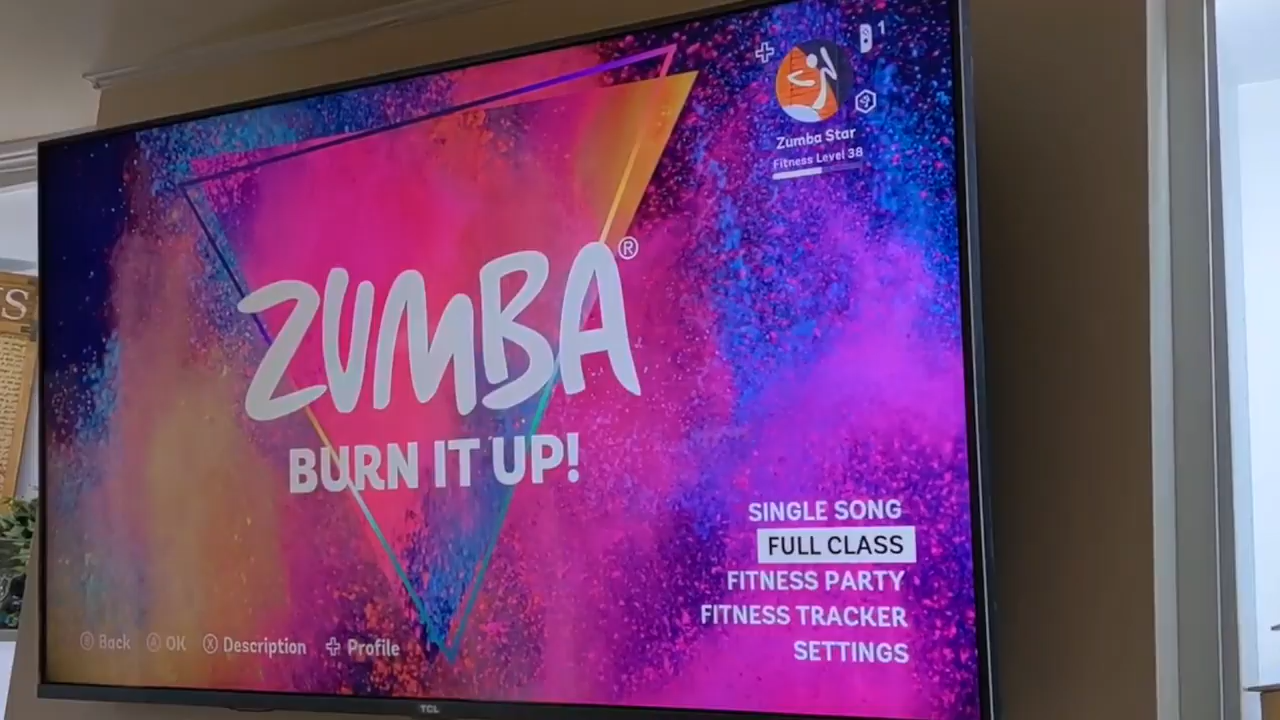 1
Zumba Star
Fitness Level 38
S
ZUMBA®
BURN IT UP!
SINGLE SONG
FULL CLASS
FITNESS PARTY
FITNESS TRACKER
SETTINGS
B Back A OK X Description Profile
TCL